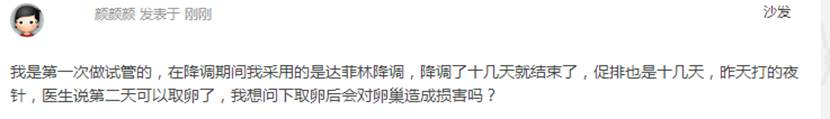 颜颜颜 发表于 刚刚 沙发
我是第一次做试管的，在降调期间我采用的是达菲林降调，降调了十几天就结束了，促排也是十几天，昨天打的夜
针，医生说第二天可以取卵了，我想问下取卵后会对卵巢造成损害吗？